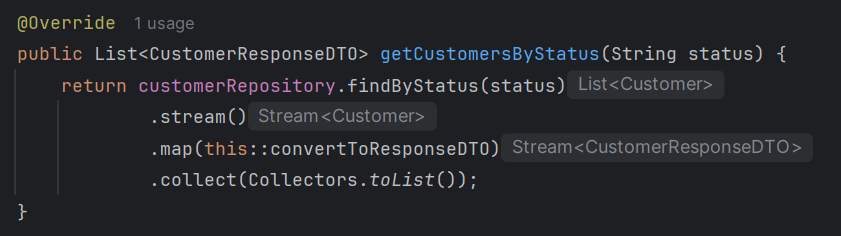 @Override 1 usage
public List<CustomerResponseDTO> getCustomersByStatus(String status) {
return customerRepository.findByStatus(status) List<Customer>
.stream() Stream<Customer>
.map(this::convertToResponseDTO) Stream<CustomerResponseDTO>
.collect(Collectors.toList());
}